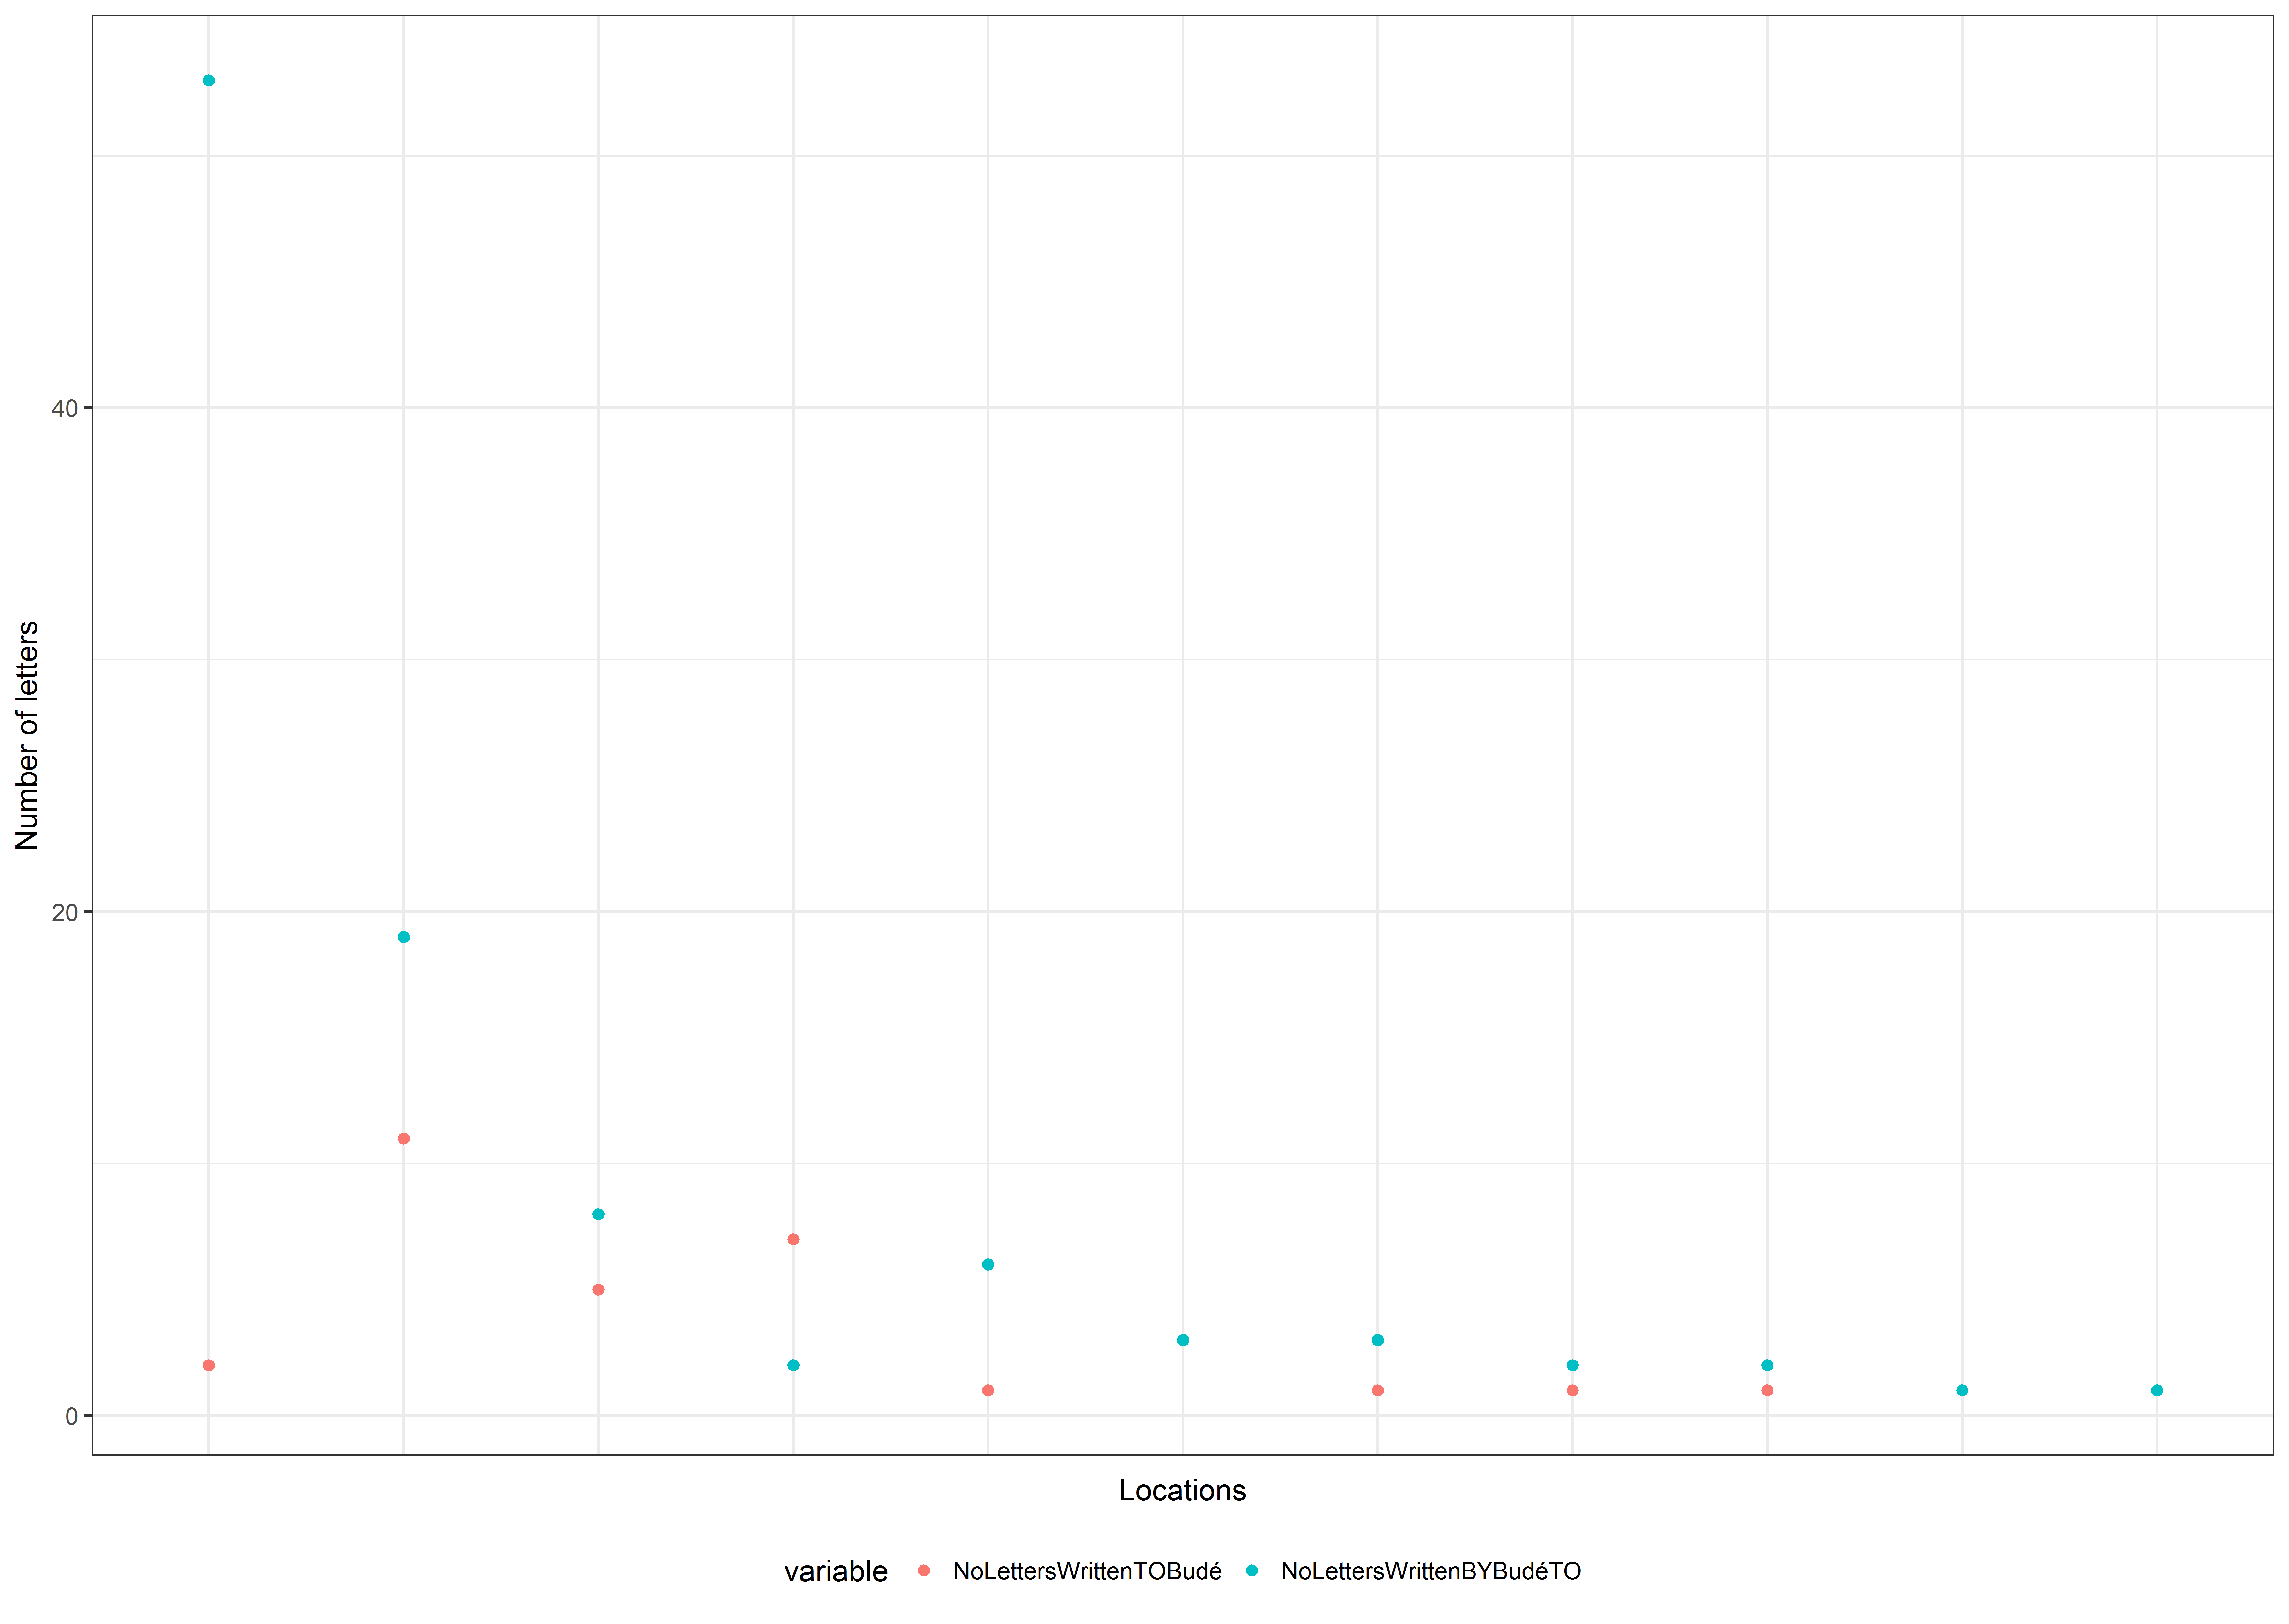 Number of letters
40
20
0
Locations
variable NoLettersWrittenTOBudé NoLettersWrittenBYBudéTO